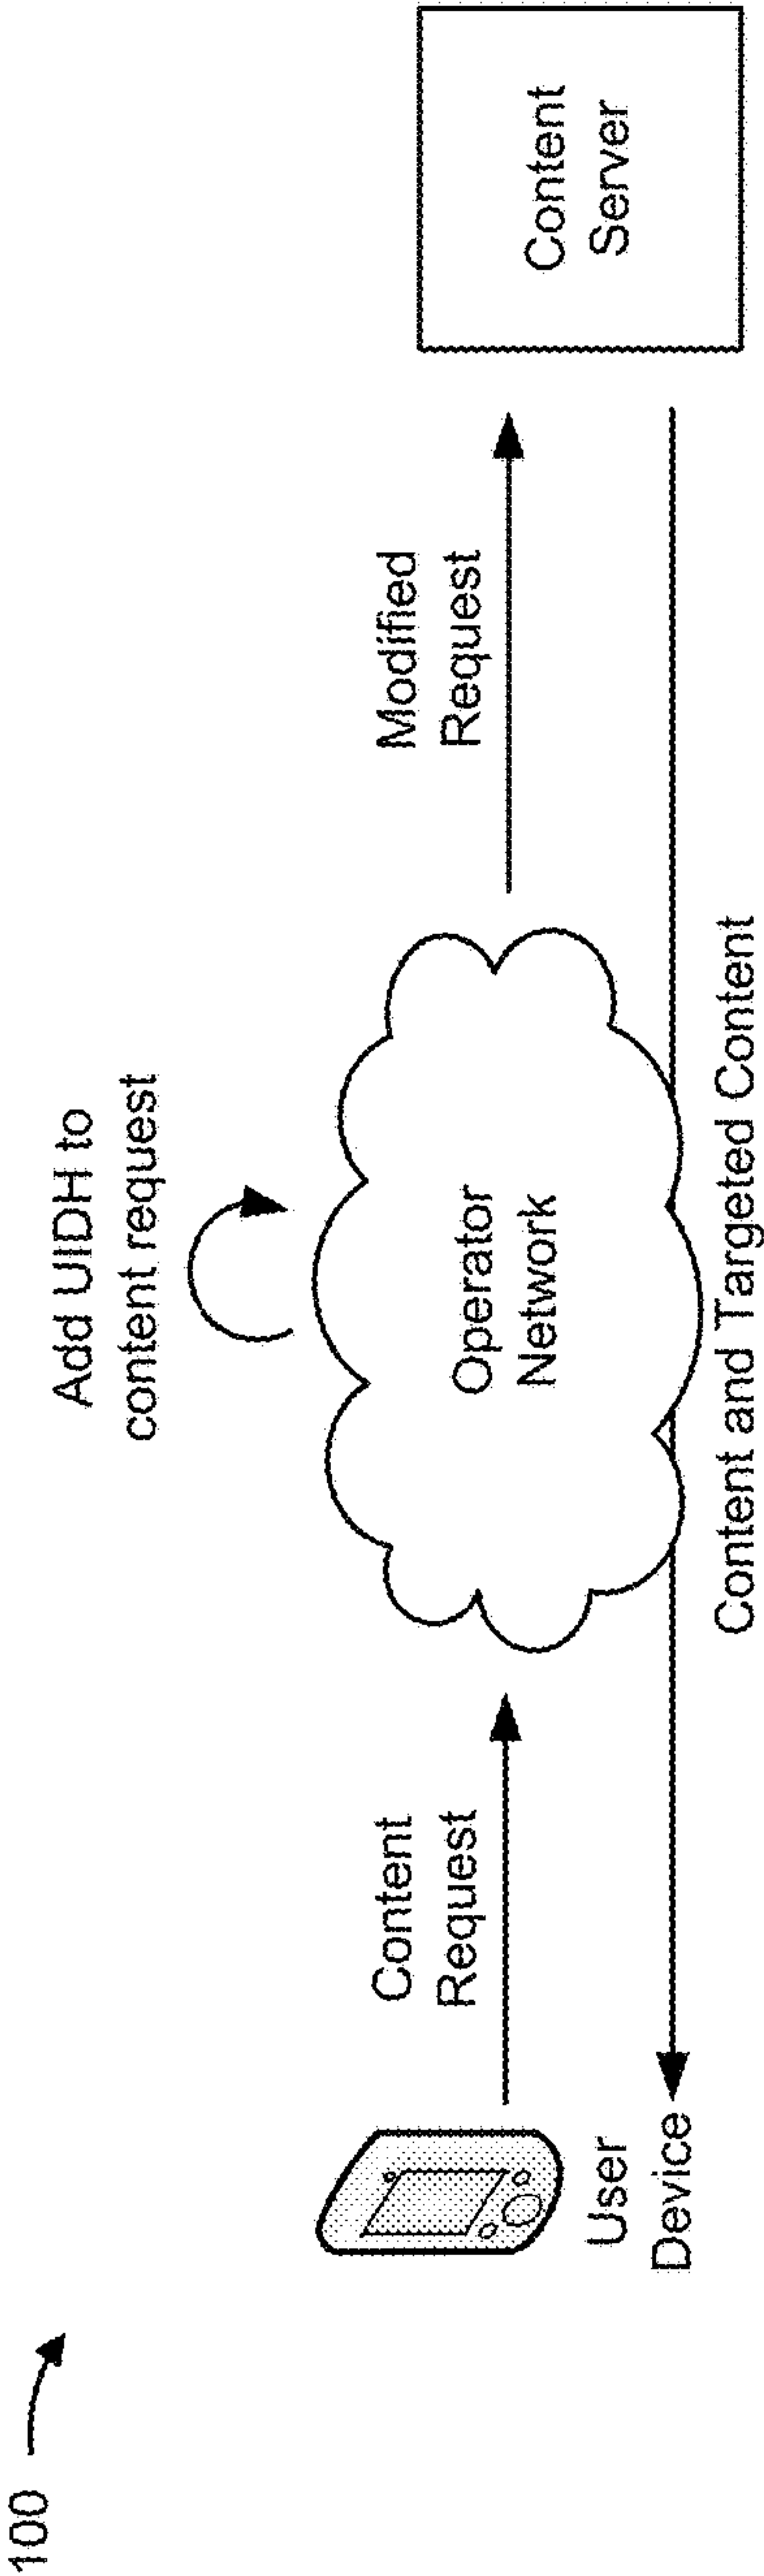 100
Add UIDH to
content request
Content
Request
Modified
Request
User
Device
Operator
Network
Content
Server
Content and Targeted Content